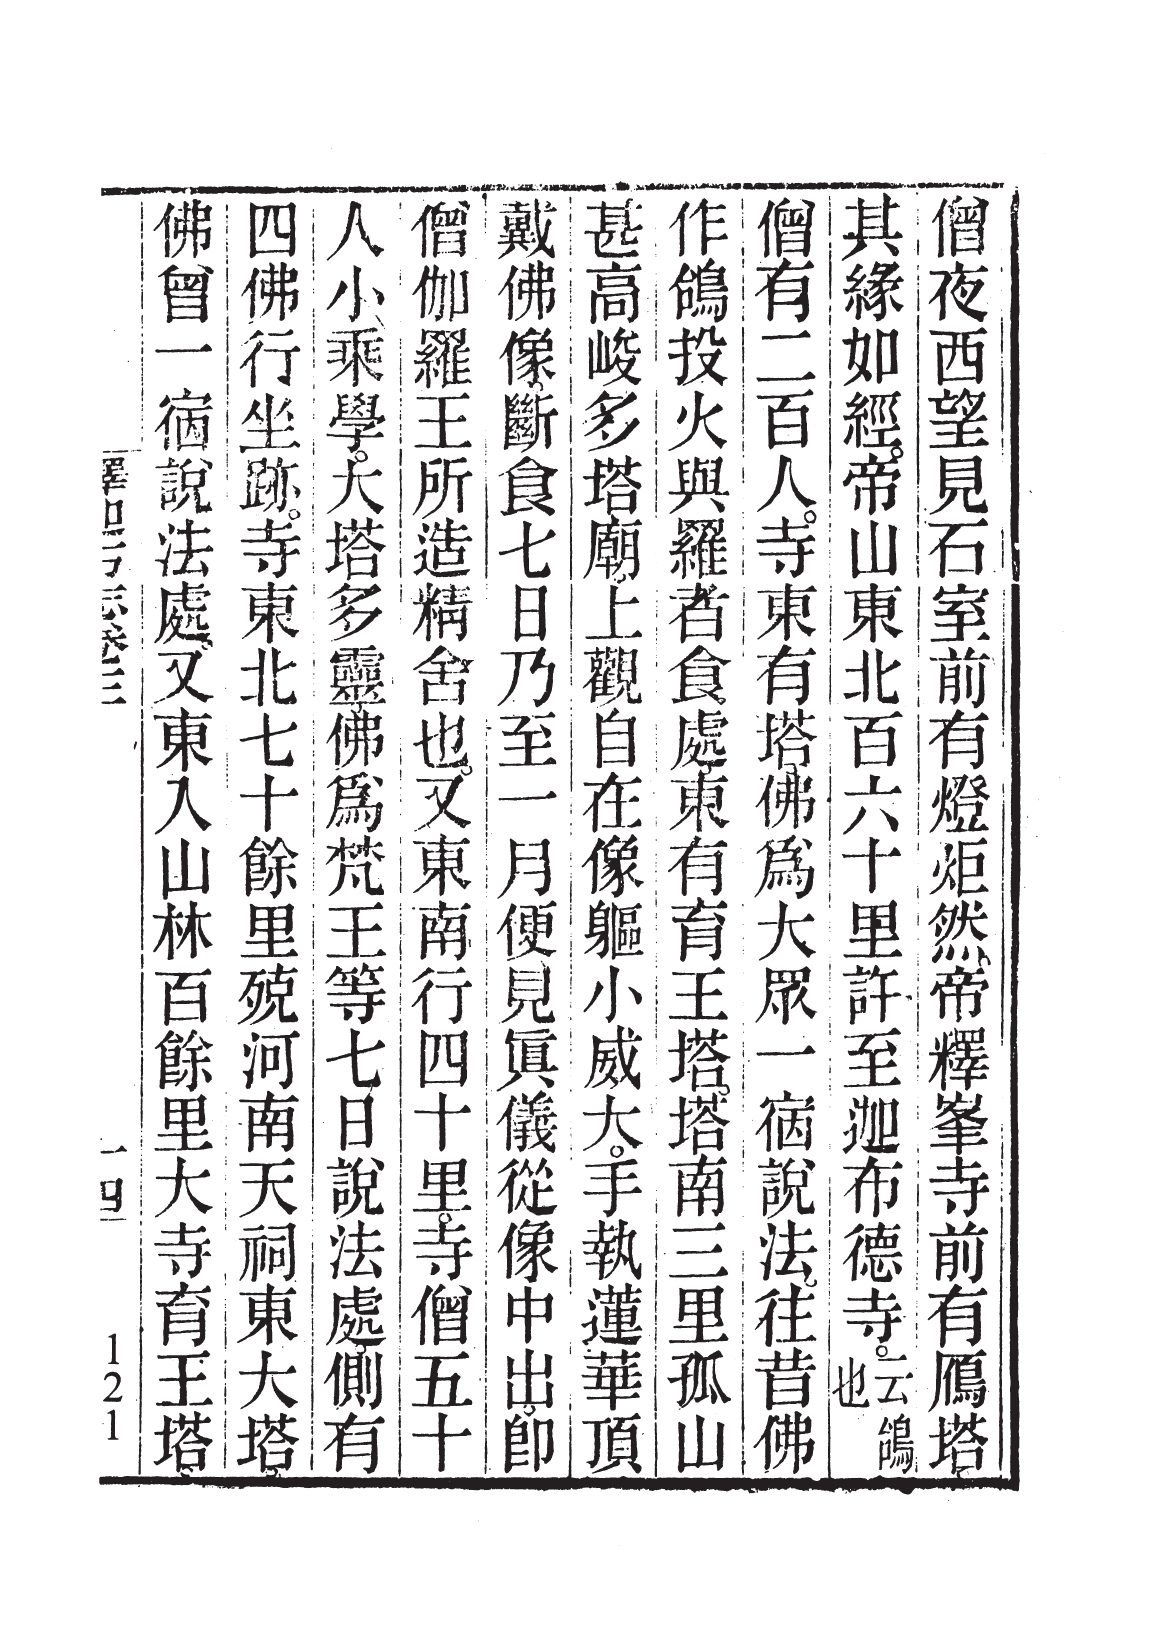 僧夜西望見石室前有燈炬然。帝釋峯寺前有鴈塔。
其緣如經。帝山東北百六十里許至迦布德寺。云鴿也
僧有二百人。寺東有塔。佛爲大眾一宿說法。往昔佛
作鴿投火與羅者食處。東有育王塔。塔南三里孤山
甚高峻多塔廟。上觀自在像軀小威大。手執蓮華頂
戴佛像。斷食七日乃至一月便見眞儀從像中出。卽
僧伽羅王所造精舍也。又東南行四十里。寺僧五十
人小乘學。大塔多靈。佛爲梵王等七日說法處。側有
四佛行坐跡。寺東北七十餘里殑河南天祠東大塔。
佛曾一宿說法處。又東入山林百餘里大寺育王塔。
釋迦方志卷三
十四
121